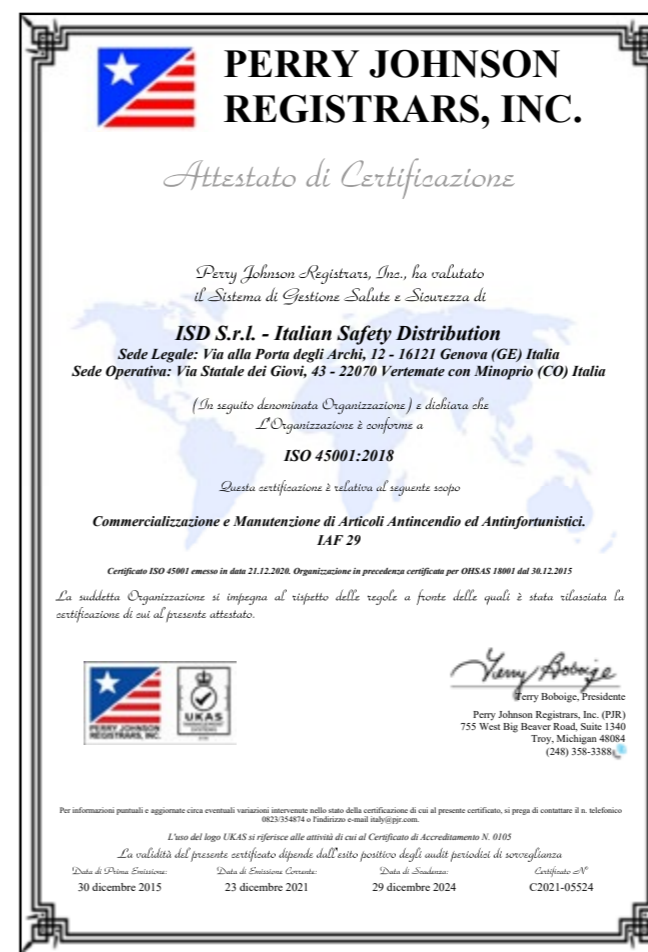 PERRY JOHNSON
REGISTRARS, INC.
Attestato di Certificazione
Perry Johnson Registrars, Inc., ha valutato
il Sistema di Gestione Salute e Sicurezza di
ISD S.r.l. - Italian Safety Distribution
Sede Legale: Via alla Porta degli Archi, 12 - 16121 Genova (GE) Italia
Sede Operativa: Via Statale dei Giovi, 43 - 22070 Vertemate con Minoprio (CO) Italia
(In seguito denominata Organizzazione) e dichiara che
L'Organizzazione è conforme a
ISO 45001:2018
Questa certificazione è relativa al seguente scopo
Commercializzazione e Manutenzione di Articoli Antincendio ed Antinfortunistici.
IAF 29
Certificato ISO 45001 emesso in data 21.12.2020. Organizzazione in precedenza certificata per OHSAS 18001 dal 30.12.2015
La suddetta Organizzazione si impegna al rispetto delle regole a fronte delle quali è stata rilasciata la
certificazione di cui al presente attestato.
PERRY JOHNSON
REGISTRARS, INC.
UKAS
MANAGEMENT
SYSTEMS
Terry Boboige
Terry Boboige, Presidente
Perry Johnson Registrars, Inc. (PJR)
755 West Big Beaver Road, Suite 1340
Troy, Michigan 48084
(248) 358-3388
Per informazioni puntuali e aggiornate circa eventuali variazioni intervenute nello stato della certificazione di cui al presente certificato, si prega di contattare il n. telefonico
0823/354874 o l'indirizzo e-mail italy@pjr.com.
L'uso del logo UKAS si riferisce alle attività di cui al Certificato di Accreditamento N. 0105
La validità del presente certificato dipende dall'esito positivo degli audit periodici di sorveglianza
Data di Prima Emissione: Data di Emissione Corrente: Data di Scadenza: Certificato N°
30 dicembre 2015 23 dicembre 2021 29 dicembre 2024 C2021-05524